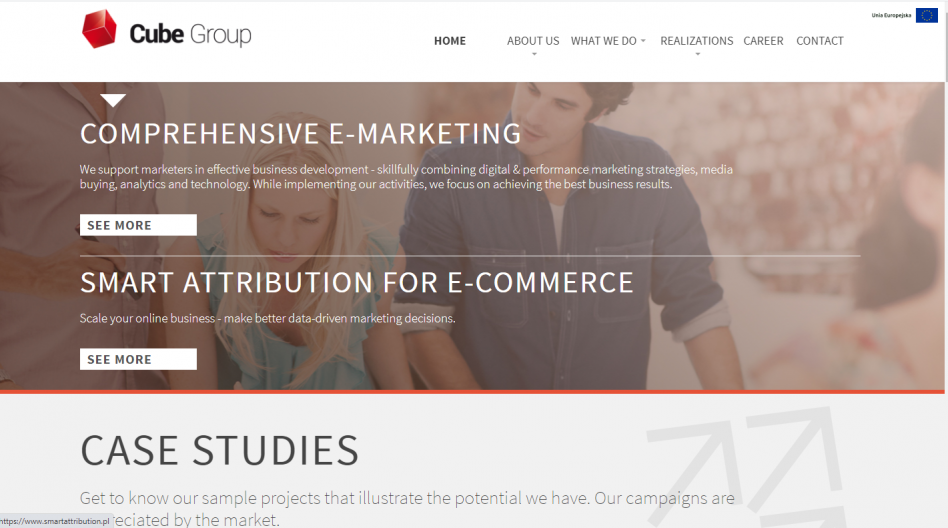 Unia Europejska
Cube Group
HOME ABOUT US WHAT WE DO REALIZATIONS CAREER CONTACT
COMPREHENSIVE E-MARKETING
We support marketers in effective business development - skillfully combining digital & performance marketing strategies, media
buying, analytics and technology. While implementing our activities, we focus on achieving the best business results.
SEE MORE
SMART ATTRIBUTION FOR E-COMMERCE
Scale your online business - make better data-driven marketing decisions.
SEE MORE
CASE STUDIES
Get to know our sample projects that illustrate the potential we have. Our campaigns are
by the market.
https://www.smartattribution.pl